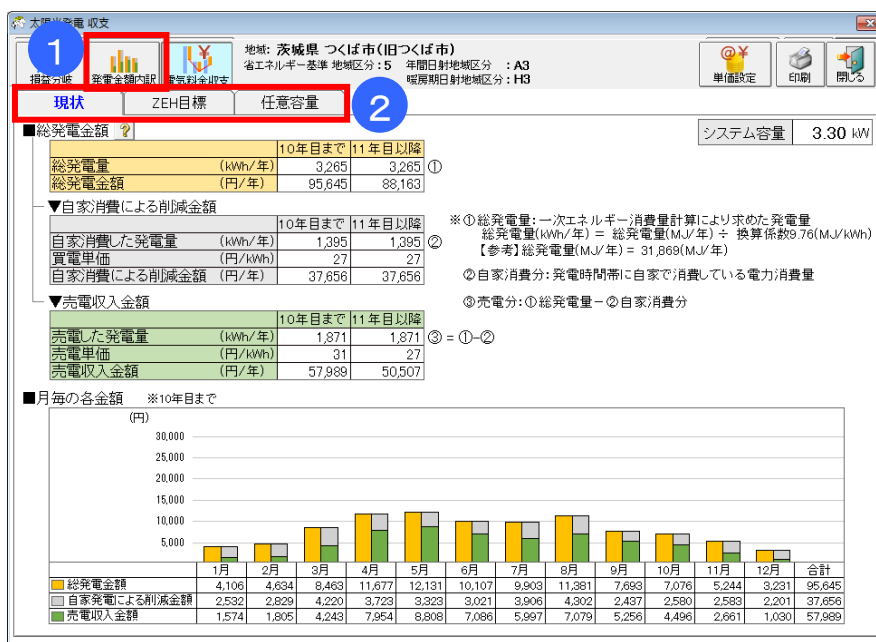 太陽光発電 収支
1
損益分岐
発電金額内訳
電気料金収支
地域: 茨城県 つくば市(旧つくば市)
省エネルギー基準 地域区分 : 5 年間日射地域区分 : A3
暖房期日射地域区分 : H3
単価設定
印刷
閉じる
現状
ZEH目標
任意容量
2
■総発電金額 ?
システム容量 3.30 kW
10年目まで 11年目以降
総発電量 (kWh/年) 3,265 3,265 ①
総発電金額 (円/年) 95,645 88,163
▼自家消費による削減金額
10年目まで 11年目以降
自家消費した発電量 (kWh/年) 1,395 1,395 ②
買電単価 (円/kWh) 27 27
自家消費による削減金額 (円/年) 37,656 37,656
※①総発電量:一次エネルギー消費量計算により求めた発電量
総発電量(kWh/年) = 総発電量(MJ/年) ÷ 換算係数9.76(MJ/kWh)
【参考】総発電量(MJ/年) = 31,869(MJ/年)
②自家消費分:発電時間帯に自家で消費している電力消費量
③売電分:①総発電量-②自家消費分
▼売電収入金額
10年目まで 11年目以降
売電した発電量 (kWh/年) 1,871 1,871 ③ = ①-②
売電単価 (円/kWh) 31 27
売電収入金額 (円/年) 57,989 50,507
■月毎の各金額 ※10年目まで
(円)
30,000
25,000
20,000
15,000
10,000
5,000
1月 2月 3月 4月 5月 6月 7月 8月 9月 10月 11月 12月 合計
総発電金額 4,106 4,634 8,463 11,677 12,131 10,107 9,903 11,381 7,693 7,076 5,244 3,231 95,645
自家発電による削減金額 2,532 2,829 4,220 3,723 3,323 3,021 3,906 4,302 2,437 2,580 2,583 2,201 37,656
売電収入金額 1,574 1,805 4,243 7,954 8,808 7,086 5,997 7,079 5,256 4,496 2,661 1,030 57,989